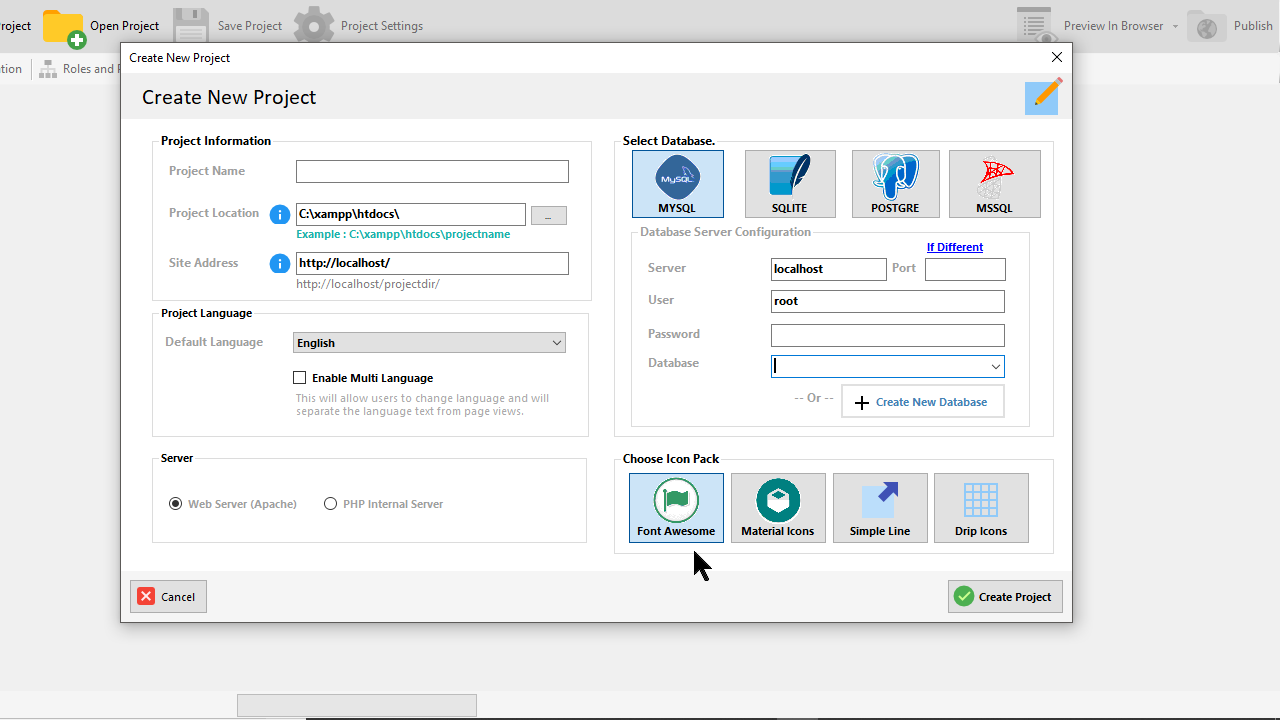 roject
Open Project
Save Project
Project Settings
Preview In Browser
Publish
tion
Roles and P
Create New Project
Create New Project
Project Information
Project Name
Project Location
C:\xampp\htdocs\
...
Example : C:\xampp\htdocs\projectname
Site Address
http://localhost/
http://localhost/projectdir/
Project Language
Default Language
English
Enable Multi Language
This will allow users to change language and will
separate the language text from page views.
Server
Web Server (Apache)
PHP Internal Server
Select Database.
MySQL
MYSQL
SQLITE
POSTGRE
MSSQL
Database Server Configuration
If Different
Server
localhost
Port
User
root
Password
Database
-- Or --
Create New Database
Choose Icon Pack
Font Awesome
Material Icons
Simple Line
Drip Icons
Cancel
Create Project